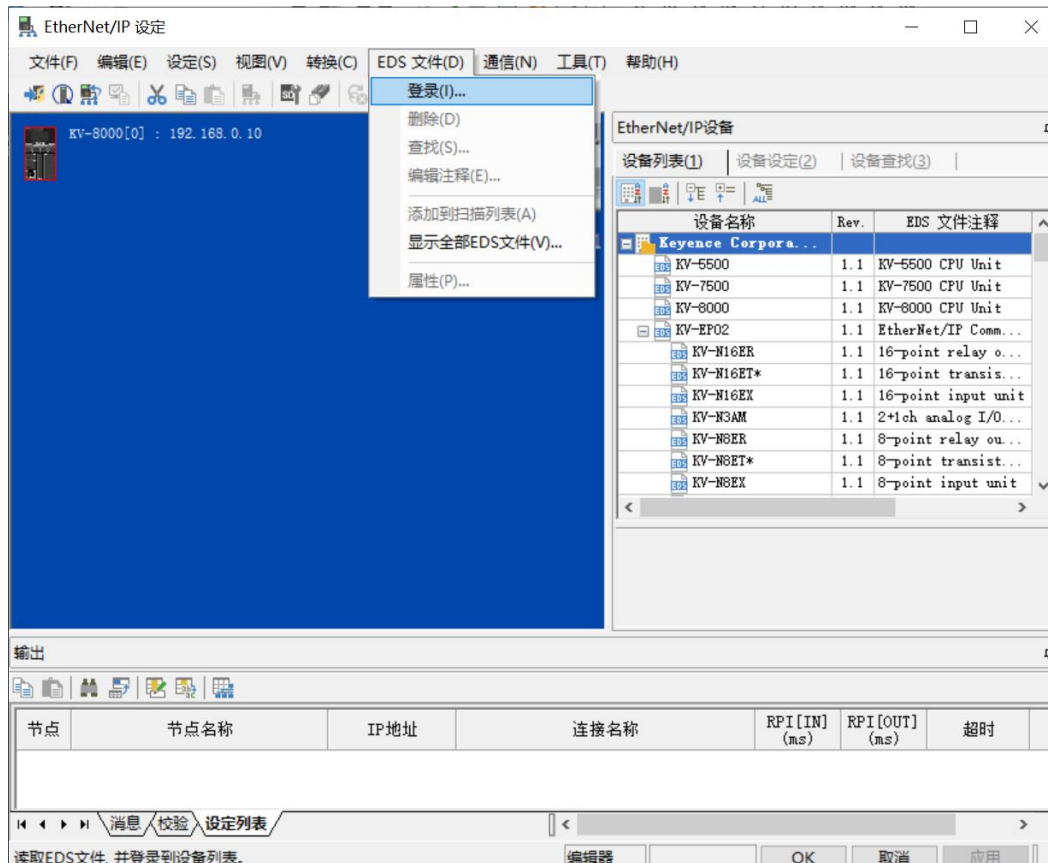 EtherNet/IP 设定
文件(F) 编辑(E) 设定(S) 视图(V) 转换(C) EDS 文件(D) 通信(N) 工具(T) 帮助(H)
登录(I)...
删除(D)
查找(S)...
编辑注释(E)...
添加到扫描列表(A)
显示全部EDS文件(V)...
属性(P)...
KV-8000[0] : 192.168.0.10
EtherNet/IP设备
设备列表(1) 设备设定(2) 设备查找(3)
设备名称 Rev. EDS 文件注释
Keyence Corpora...
KV-5500 1.1 KV-5500 CPU Unit
KV-7500 1.1 KV-7500 CPU Unit
KV-8000 1.1 KV-8000 CPU Unit
KV-EP02 1.1 EtherNet/IP Comm...
KV-N16ER 1.1 16-point relay o...
KV-N16ET* 1.1 16-point transis...
KV-N16EX 1.1 16-point input unit
KV-N3AM 1.1 2+1ch analog I/O...
KV-N8ER 1.1 8-point relay ou...
KV-N8ET* 1.1 8-point transist...
KV-N8EX 1.1 8-point input unit
输出
节点 节点名称 IP地址 连接名称 RPI[IN] (ms) RPI[OUT] (ms) 超时
消息 校验 设定列表
读取EDS文件, 并登录到设备列表。 编辑器 OK 取消 应用